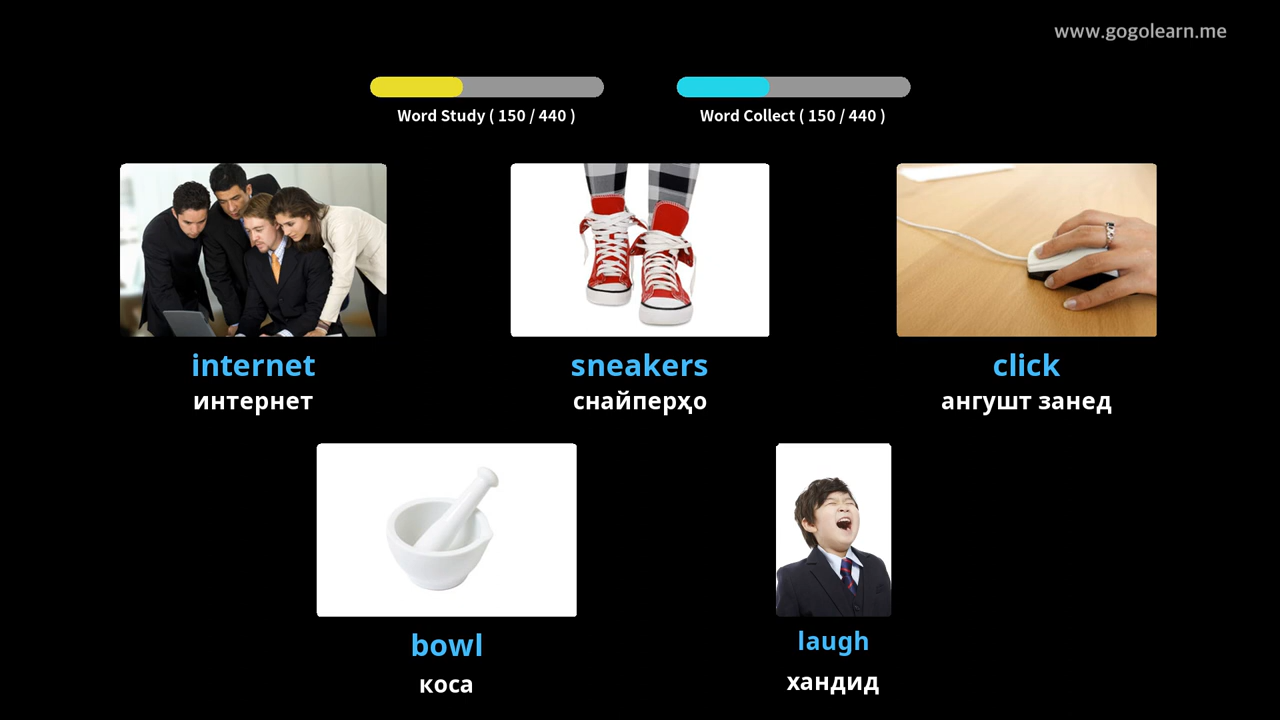 www.gogolearn.me
Word Study ( 150 / 440 )
Word Collect ( 150 / 440 )
internet
интернет
sneakers
снайперҳо
click
ангушт занед
bowl
коса
laugh
хандид